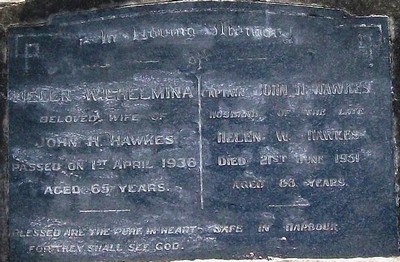 In Loving Memory
OF
HELEN WILHELMINA
BELOVED WIFE OF
JOHN H. HAWKES
PASSED ON 1ST APRIL 1936
AGED 65 YEARS.
BLESSED ARE THE PURE IN HEART
FOR THEY SHALL SEE GOD.
CAPTAIN JOHN H. HAWKES
HUSBAND OF THE LATE
HELEN W. HAWKES
DIED 21ST JUNE 1951
AGED 83 YEARS.
SAFE IN HARBOUR